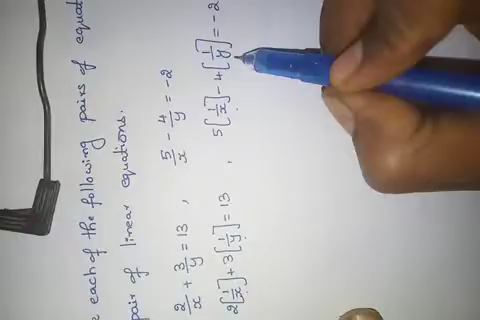 each of the following pairs of
pair of linear equations.
2/x + 3/y = 13 , 5/x - 4/y = -2
2[1/x] + 3[1/y] = 13 , 5[1/x] - 4[1/y] = -2